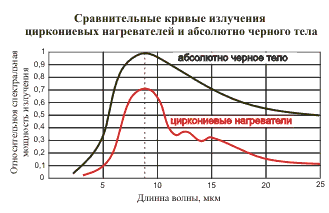 Сравнительные кривые излучения
циркониевых нагревателей и абсолютно черного тела
Относительное спектральная
мощность излучения
1
0,9
0,8
0,7
0,6
0,5
0,4
0,3
0,2
0,1
0
абсолютно черное тело
циркониевые нагреватели
5
10
15
20
25
Длинна волны, мкм